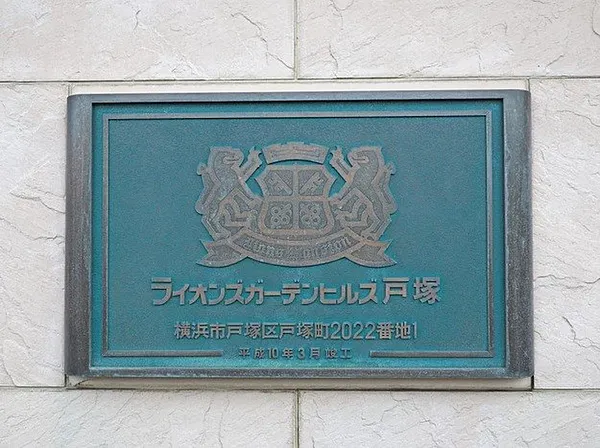 Lions Mansion
ライオンズガーデンヒルズ戸塚
横浜市戸塚区戸塚町2022番地1
平成10年3月竣工